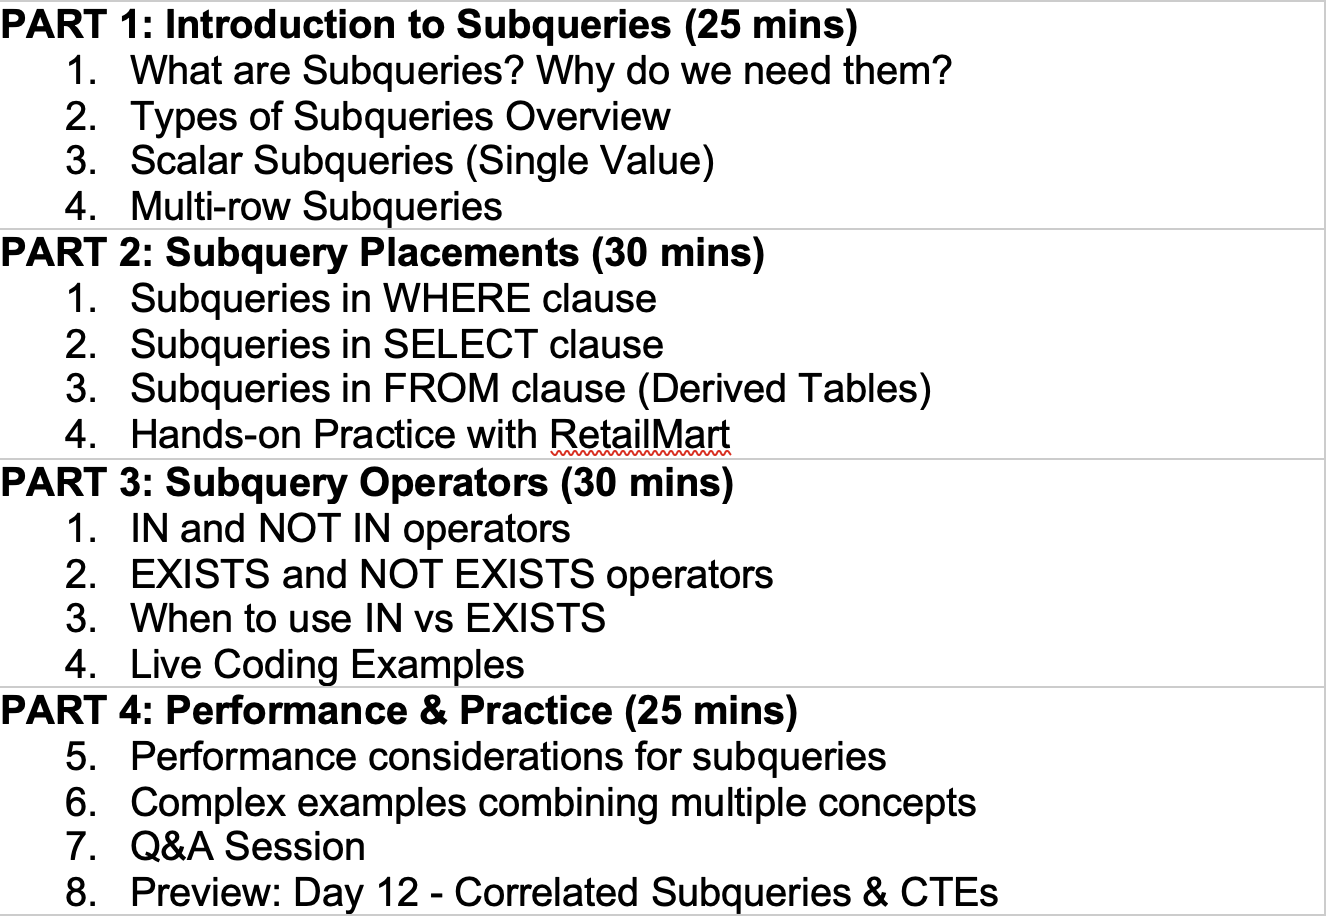 PART 1: Introduction to Subqueries (25 mins)
1. What are Subqueries? Why do we need them?
2. Types of Subqueries Overview
3. Scalar Subqueries (Single Value)
4. Multi-row Subqueries
PART 2: Subquery Placements (30 mins)
1. Subqueries in WHERE clause
2. Subqueries in SELECT clause
3. Subqueries in FROM clause (Derived Tables)
4. Hands-on Practice with RetailMart
PART 3: Subquery Operators (30 mins)
1. IN and NOT IN operators
2. EXISTS and NOT EXISTS operators
3. When to use IN vs EXISTS
4. Live Coding Examples
PART 4: Performance & Practice (25 mins)
5. Performance considerations for subqueries
6. Complex examples combining multiple concepts
7. Q&A Session
8. Preview: Day 12 - Correlated Subqueries & CTEs